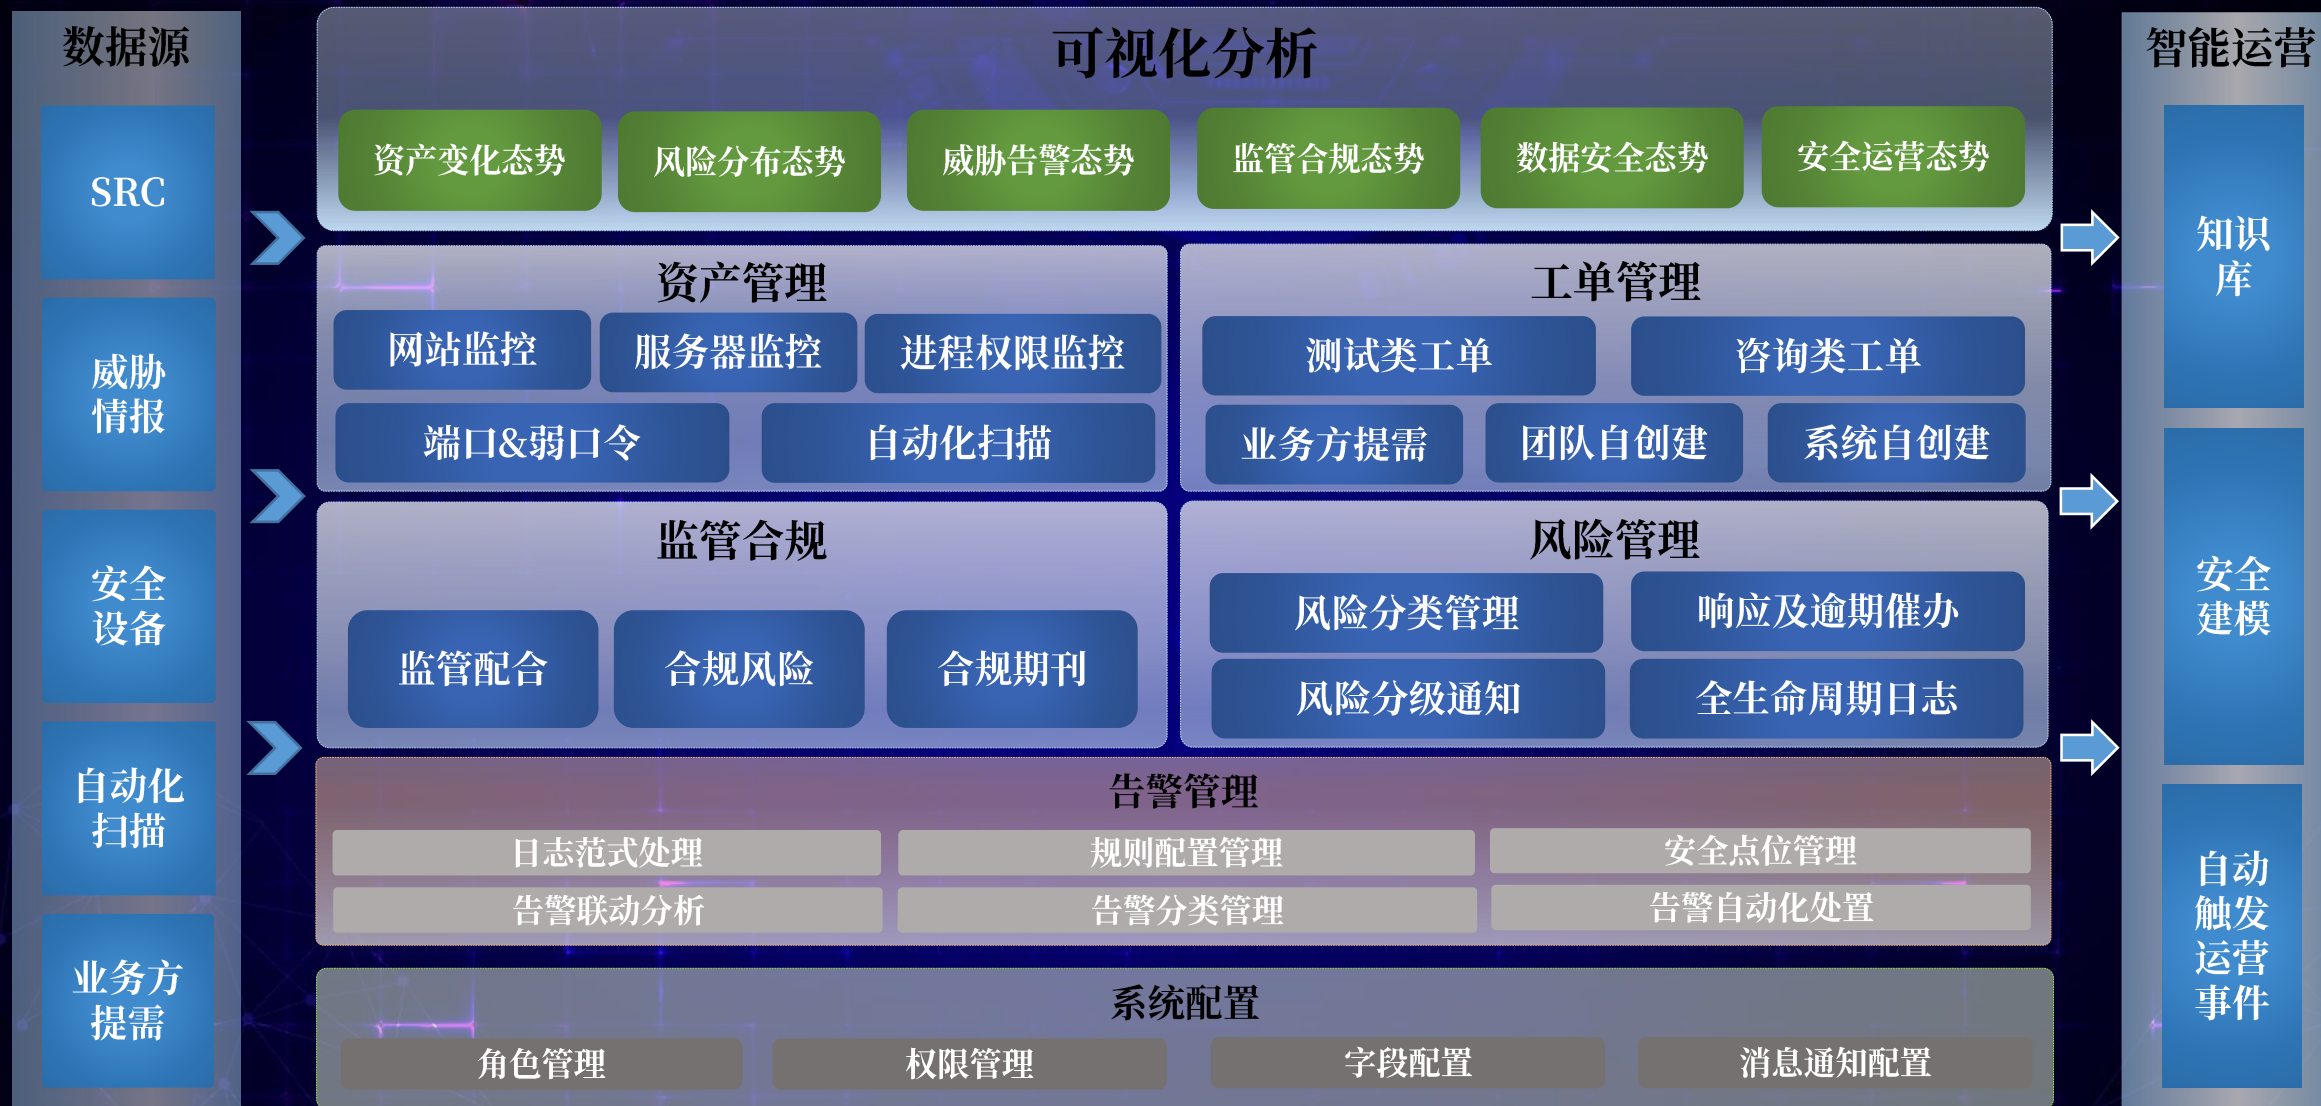 数据源
SRC
威胁
情报
安全
设备
自动化
扫描
业务方
提需
可视化分析
资产变化态势
风险分布态势
威胁告警态势
监管合规态势
数据安全态势
安全运营态势
资产管理
网站监控
服务器监控
进程权限监控
端口&弱口令
自动化扫描
工单管理
测试类工单
咨询类工单
业务方提需
团队自创建
系统自创建
监管合规
监管配合
合规风险
合规期刊
风险管理
风险分类管理
响应及逾期催办
风险分级通知
全生命周期日志
告警管理
日志范式处理
规则配置管理
安全点位管理
告警联动分析
告警分类管理
告警自动化处置
系统配置
角色管理
权限管理
字段配置
消息通知配置
智能运营
知识
库
安全
建模
自动
触发
运营
事件